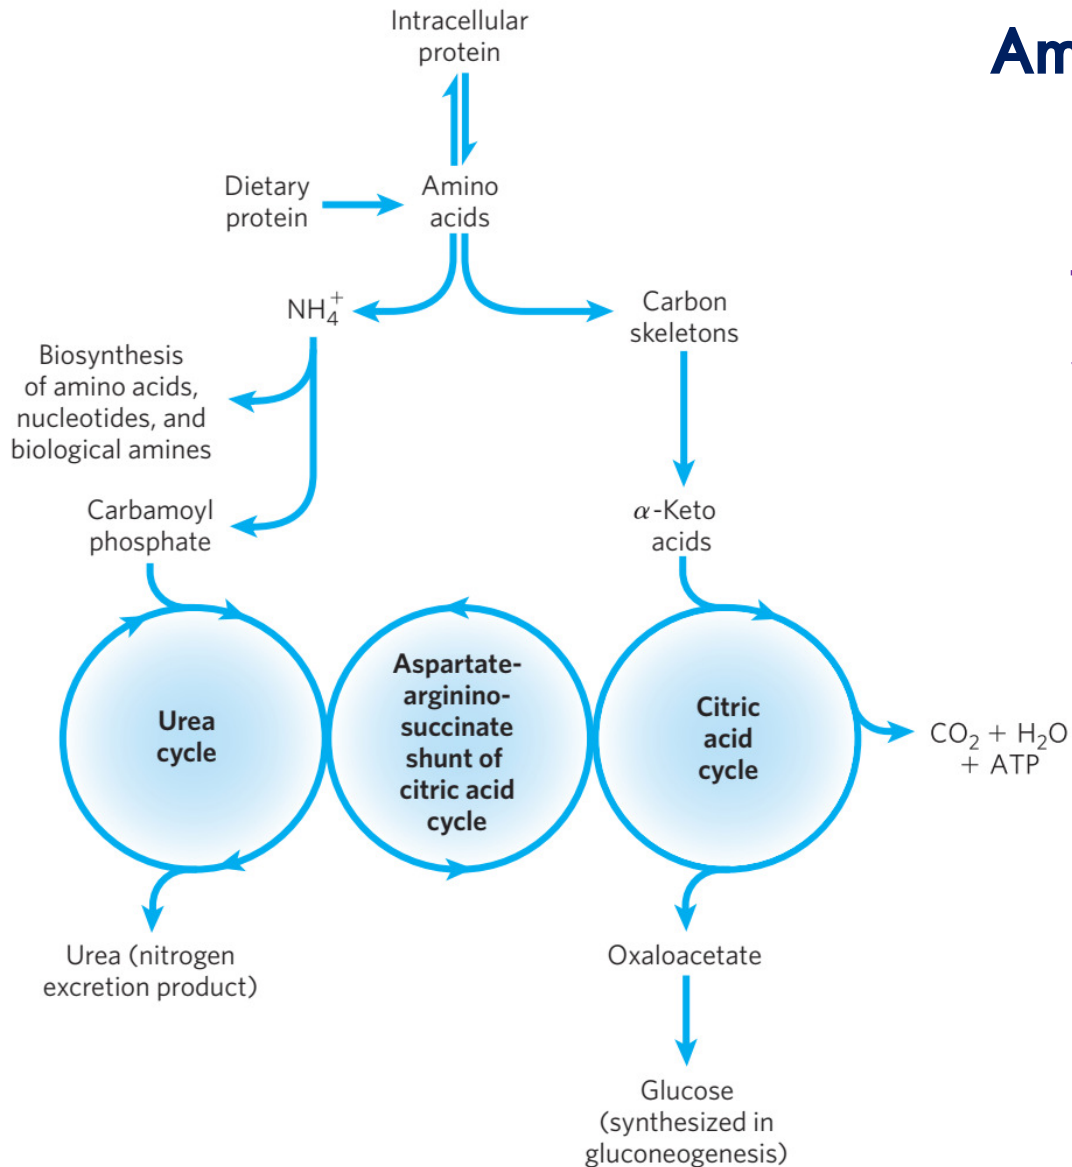 Intracellular
protein
Am
Dietary
protein
Amino
acids
NH₄⁺
Carbon
skeletons
Biosynthesis
of amino acids,
nucleotides, and
biological amines
Carbamoyl
phosphate
α-Keto
acids
Urea
cycle
Aspartate-
arginino-
succinate
shunt of
citric acid
cycle
Citric
acid
cycle
CO₂ + H₂O
+ ATP
Urea (nitrogen
excretion product)
Oxaloacetate
Glucose
(synthesized in
gluconeogenesis)